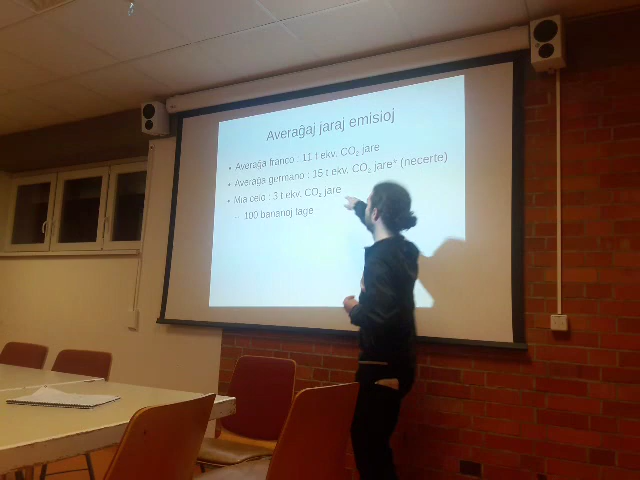 Averaĝaj jaraj emisioj
• Averaĝa franco : 11 t ekv. CO₂ jare
• Averaĝa germano : 15 t ekv. CO₂ jare* (necerte)
• Mia celo : 3 t ekv. CO₂ jare
– 100 bananoj tage